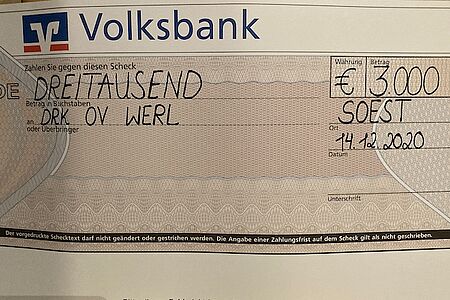 Volksbank
Zahlen Sie gegen diesen Scheck
Währung Betrag
DREITAUSEND € 3.000
Betrag in Buchstaben
an DRK OV WERL SOEST
oder Überbringer
Ort
14.12.2020
Datum
Unterschrift
Der vorgedruckte Schecktext darf nicht geändert oder gestrichen werden. Die Angabe einer Zahlungsfrist auf dem Scheck gilt als nicht geschrieben.